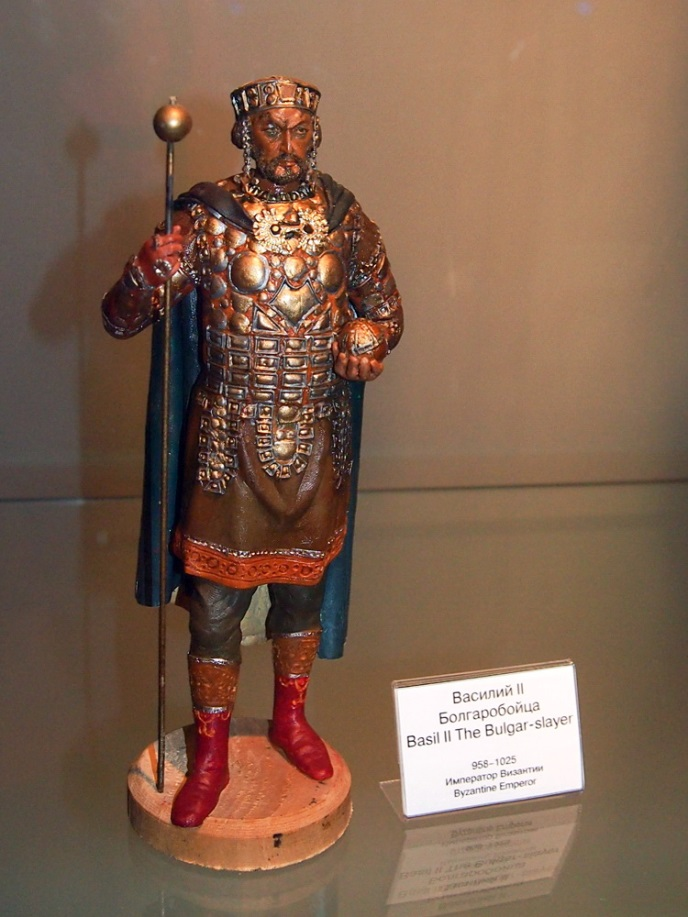 Василий II
Болгаробойца
Basil II The Bulgar-slayer
958-1025
Император Византии
Byzantine Emperor